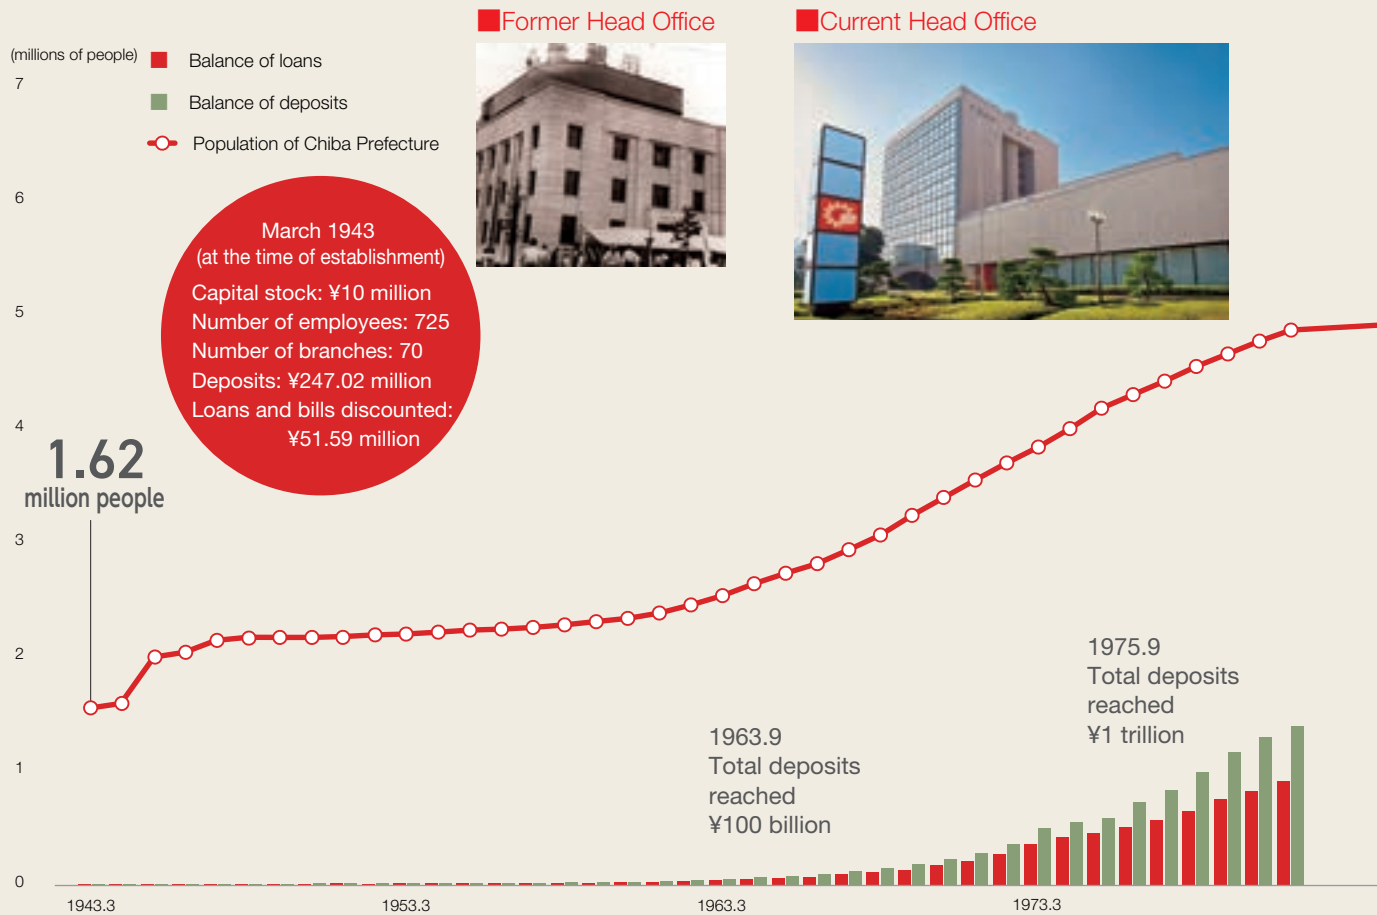 Former Head Office
Current Head Office
(millions of people)
Balance of loans
Balance of deposits
Population of Chiba Prefecture
7
6
5
4
3
2
1
0
March 1943
(at the time of establishment)
Capital stock: ¥10 million
Number of employees: 725
Number of branches: 70
Deposits: ¥247.02 million
Loans and bills discounted:
¥51.59 million
1.62
million people
1963.9
Total deposits
reached
¥100 billion
1975.9
Total deposits
reached
¥1 trillion
1943.3
1953.3
1963.3
1973.3